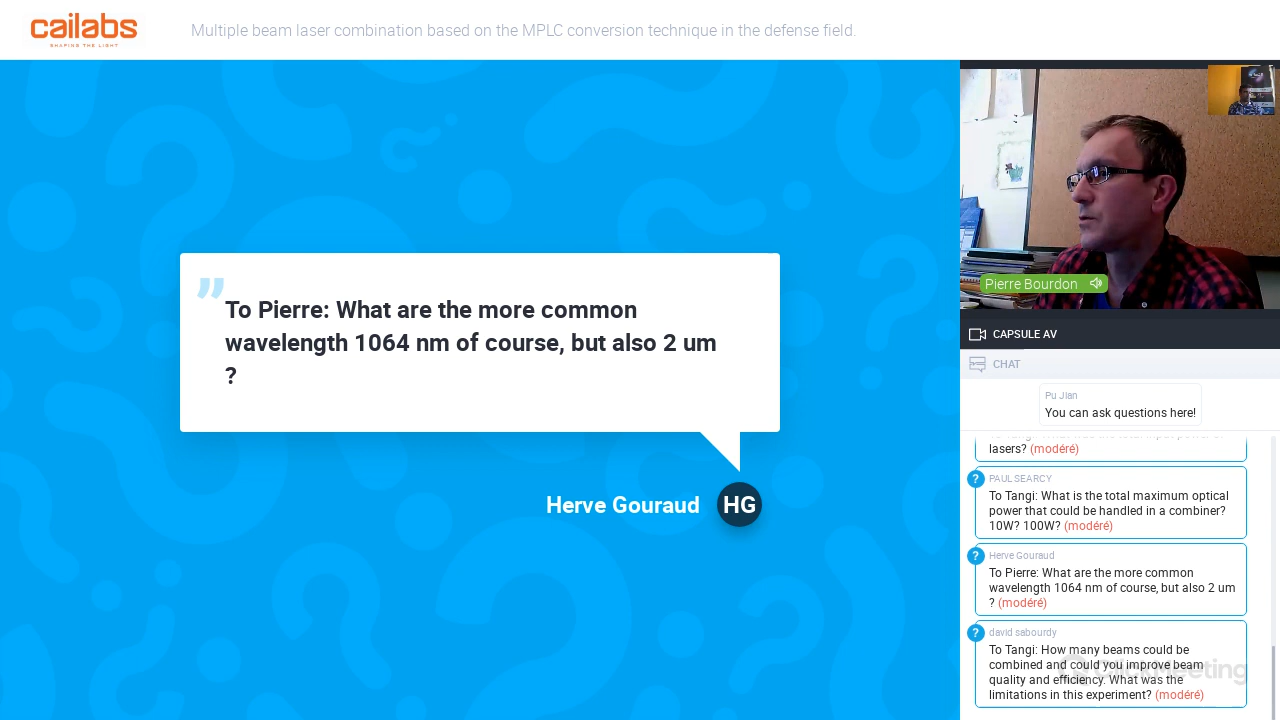 cailabs
SHAPING THE LIGHT
Multiple beam laser combination based on the MPLC conversion technique in the defense field.
To Pierre: What are the more common
wavelength 1064 nm of course, but also 2 um
?
Herve Gouraud
HG
Pierre Bourdon
CAPSULE AV
CHAT
Pu Jian
You can ask questions here!
lasers? (modéré)
?
PAUL SEARCY
To Tangi: What is the total maximum optical
power that could be handled in a combiner?
10W? 100W? (modéré)
?
Herve Gouraud
To Pierre: What are the more common
wavelength 1064 nm of course, but also 2 um
? (modéré)
?
david sabourdy
To Tangi: How many beams could be
combined and could you improve beam
quality and efficiency. What was the
limitations in this experiment? (modéré)
ClickMeeting